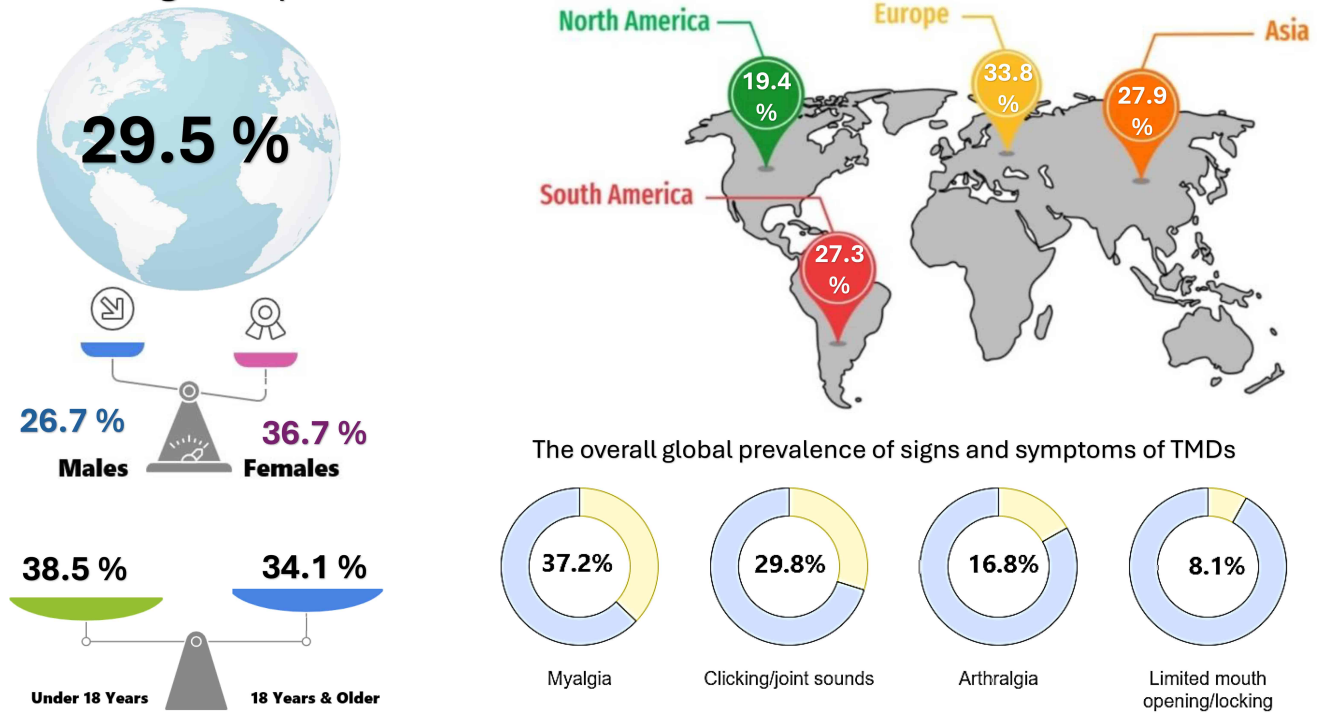 29.5 %
26.7 %
36.7 %
Males
Females
38.5 %
34.1 %
Under 18 Years
18 Years & Older
North America
19.4
%
Europe
33.8
%
Asia
27.9
%
South America
27.3
%
The overall global prevalence of signs and symptoms of TMDs
37.2%
29.8%
16.8%
8.1%
Myalgia
Clicking/joint sounds
Arthralgia
Limited mouth
opening/locking